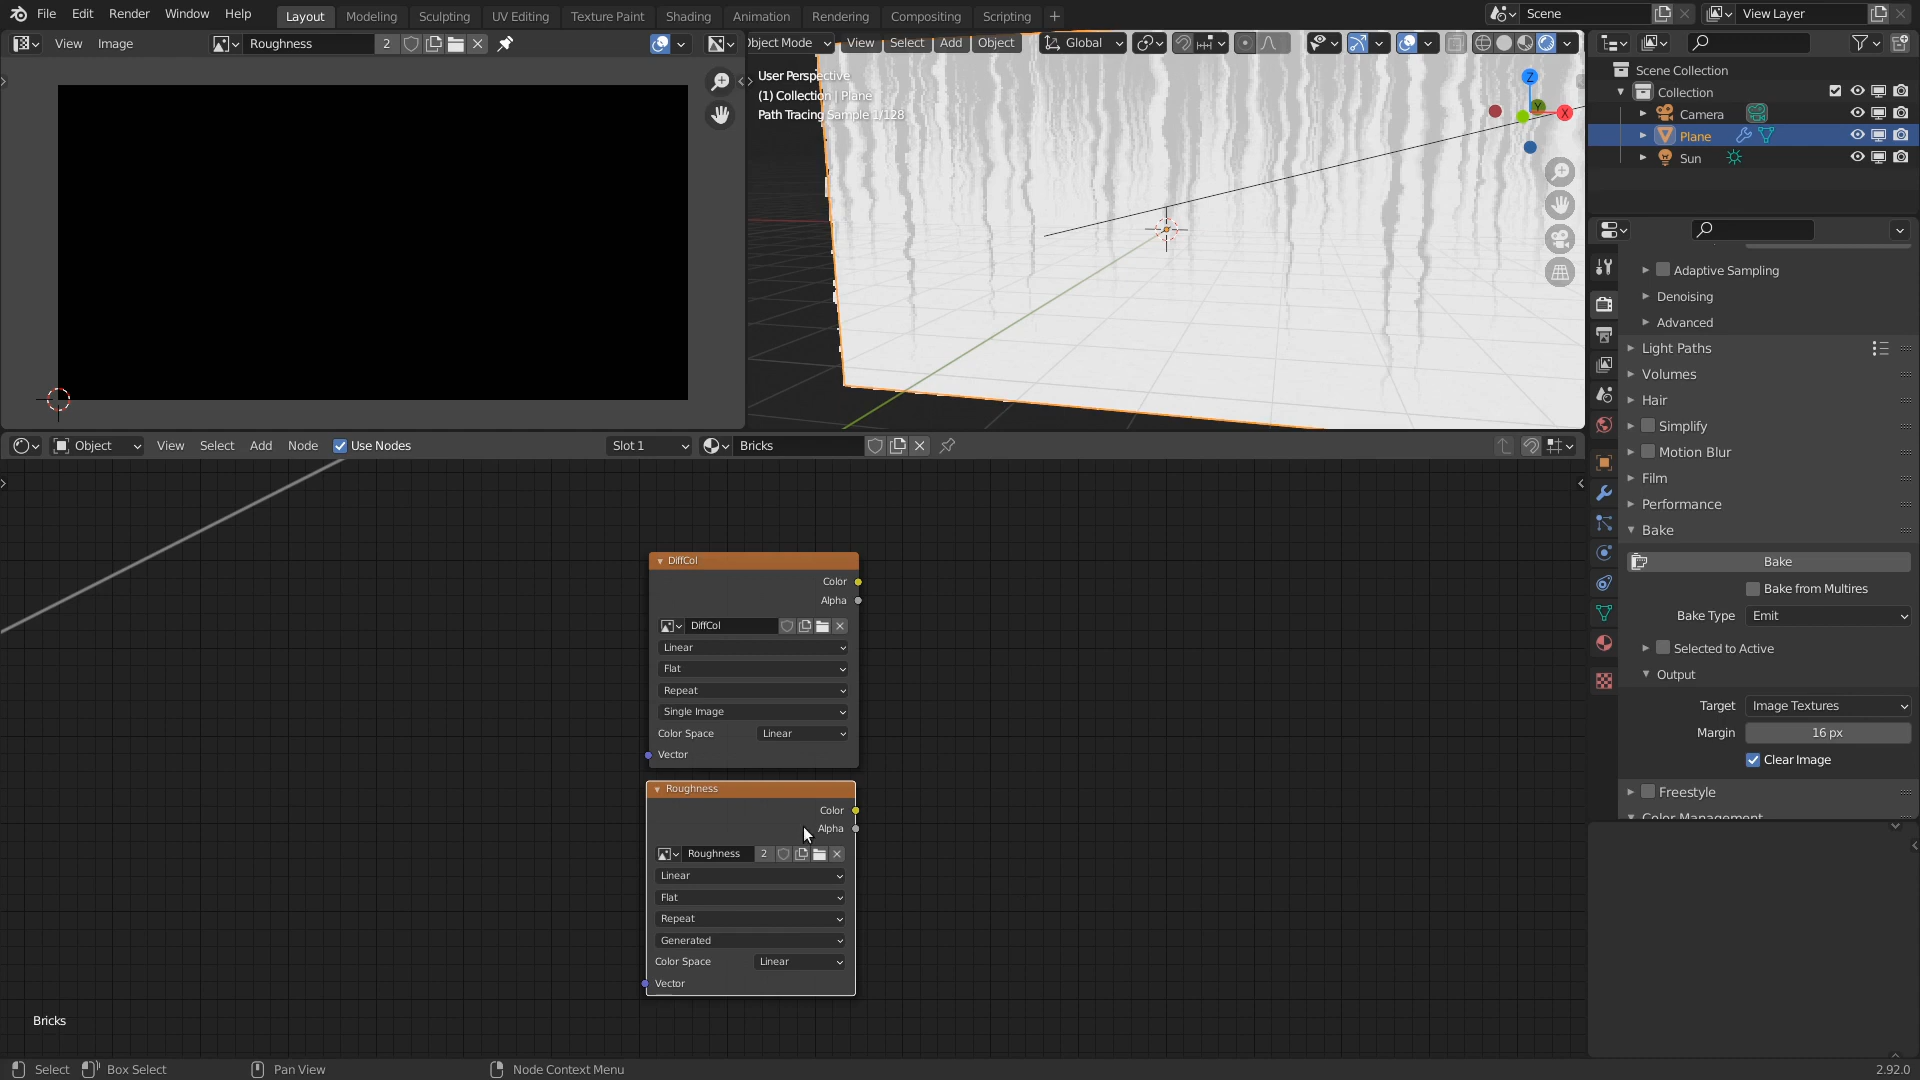 File Edit Render Window Help Layout Modeling Sculpting UV Editing Texture Paint Shading Animation Rendering Compositing Scripting Scene View Layer
View Image Roughness 2
Object Mode View Select Add Object Global
User Perspective
(1) Collection | Plane
Path Tracing Sample 1/128
Z
Y
X
Scene Collection
Collection
Camera
Plane
Sun
Adaptive Sampling
Denoising
Advanced
Light Paths
Volumes
Hair
Simplify
Motion Blur
Film
Performance
Bake
Bake
Bake from Multires
Bake Type Emit
Selected to Active
Output
Target Image Textures
Margin 16 px
Clear Image
Freestyle
Color Management
Object View Select Add Node Use Nodes Slot 1 Bricks
DiffCol
Color
Alpha
DiffCol
Linear
Flat
Repeat
Single Image
Color Space Linear
Vector
Roughness
Color
Alpha
Roughness 2
Linear
Flat
Repeat
Generated
Color Space Linear
Vector
Bricks
Select Box Select Pan View Node Context Menu 2.92.0